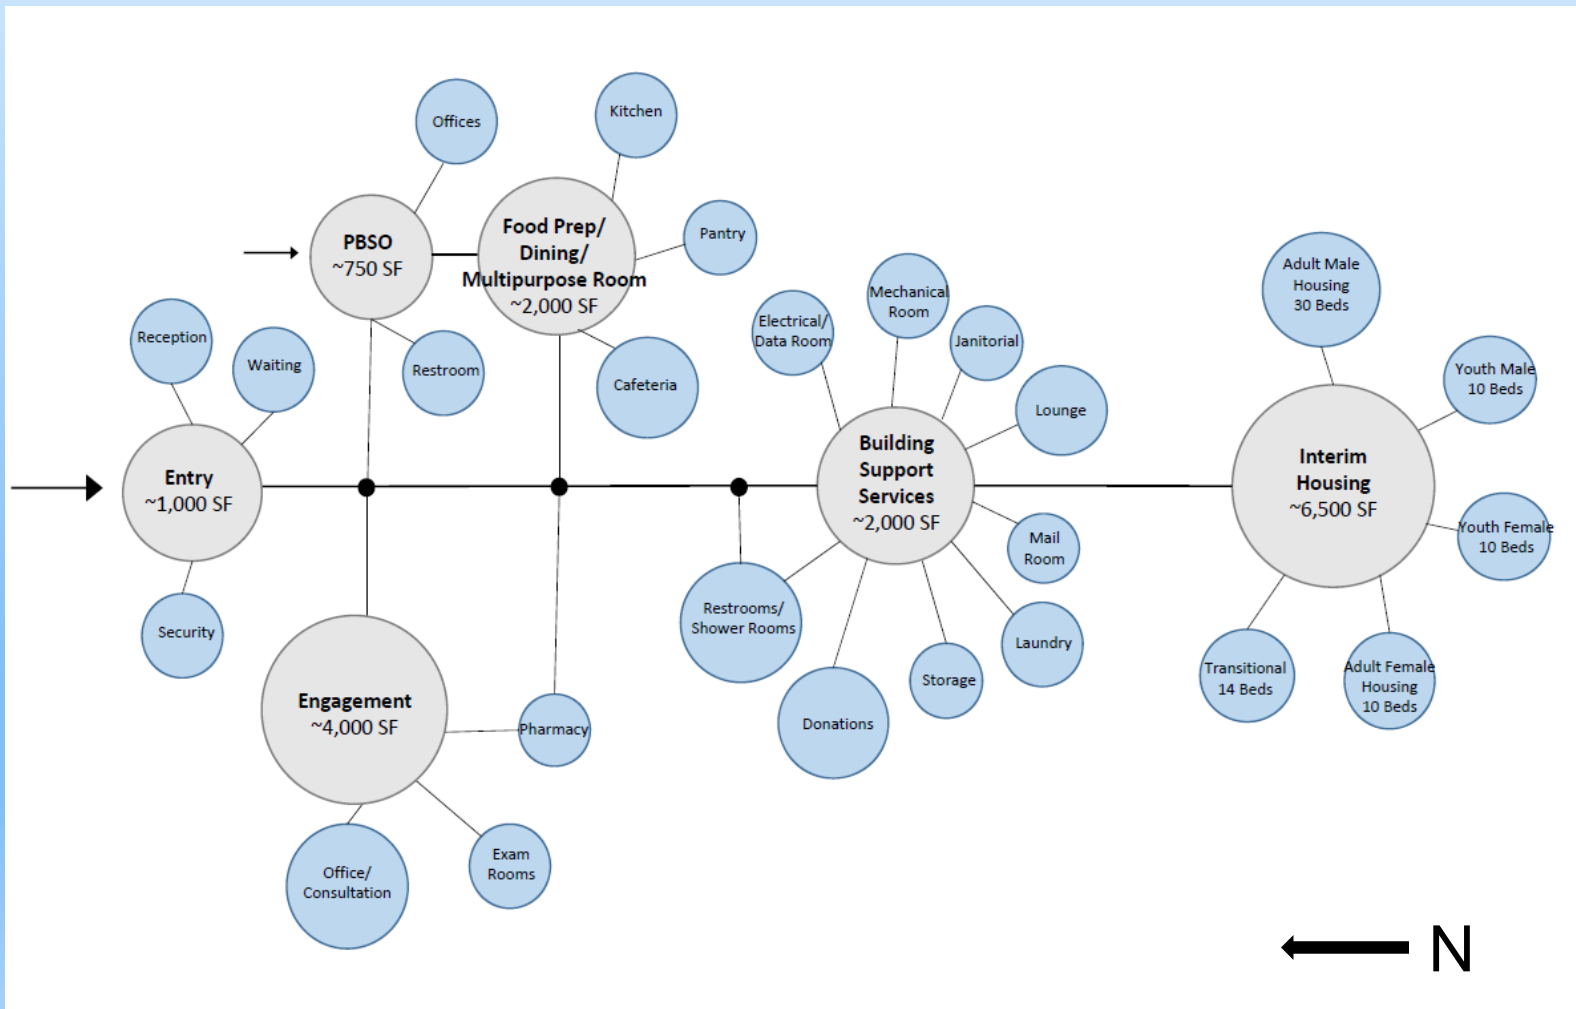 Offices
Kitchen
PBSO
~750 SF
Food Prep/
Dining/
Multipurpose Room
~2,000 SF
Pantry
Reception
Waiting
Restroom
Cafeteria
Electrical/
Data Room
Mechanical
Room
Janitorial
Lounge
Adult Male
Housing
30 Beds
Youth Male
10 Beds
Entry
~1,000 SF
Building
Support
Services
~2,000 SF
Interim
Housing
~6,500 SF
Mail
Room
Youth Female
10 Beds
Security
Restrooms/
Shower Rooms
Laundry
Storage
Donations
Transitional
14 Beds
Adult Female
Housing
10 Beds
Engagement
~4,000 SF
Pharmacy
Office/
Consultation
Exam
Rooms
N